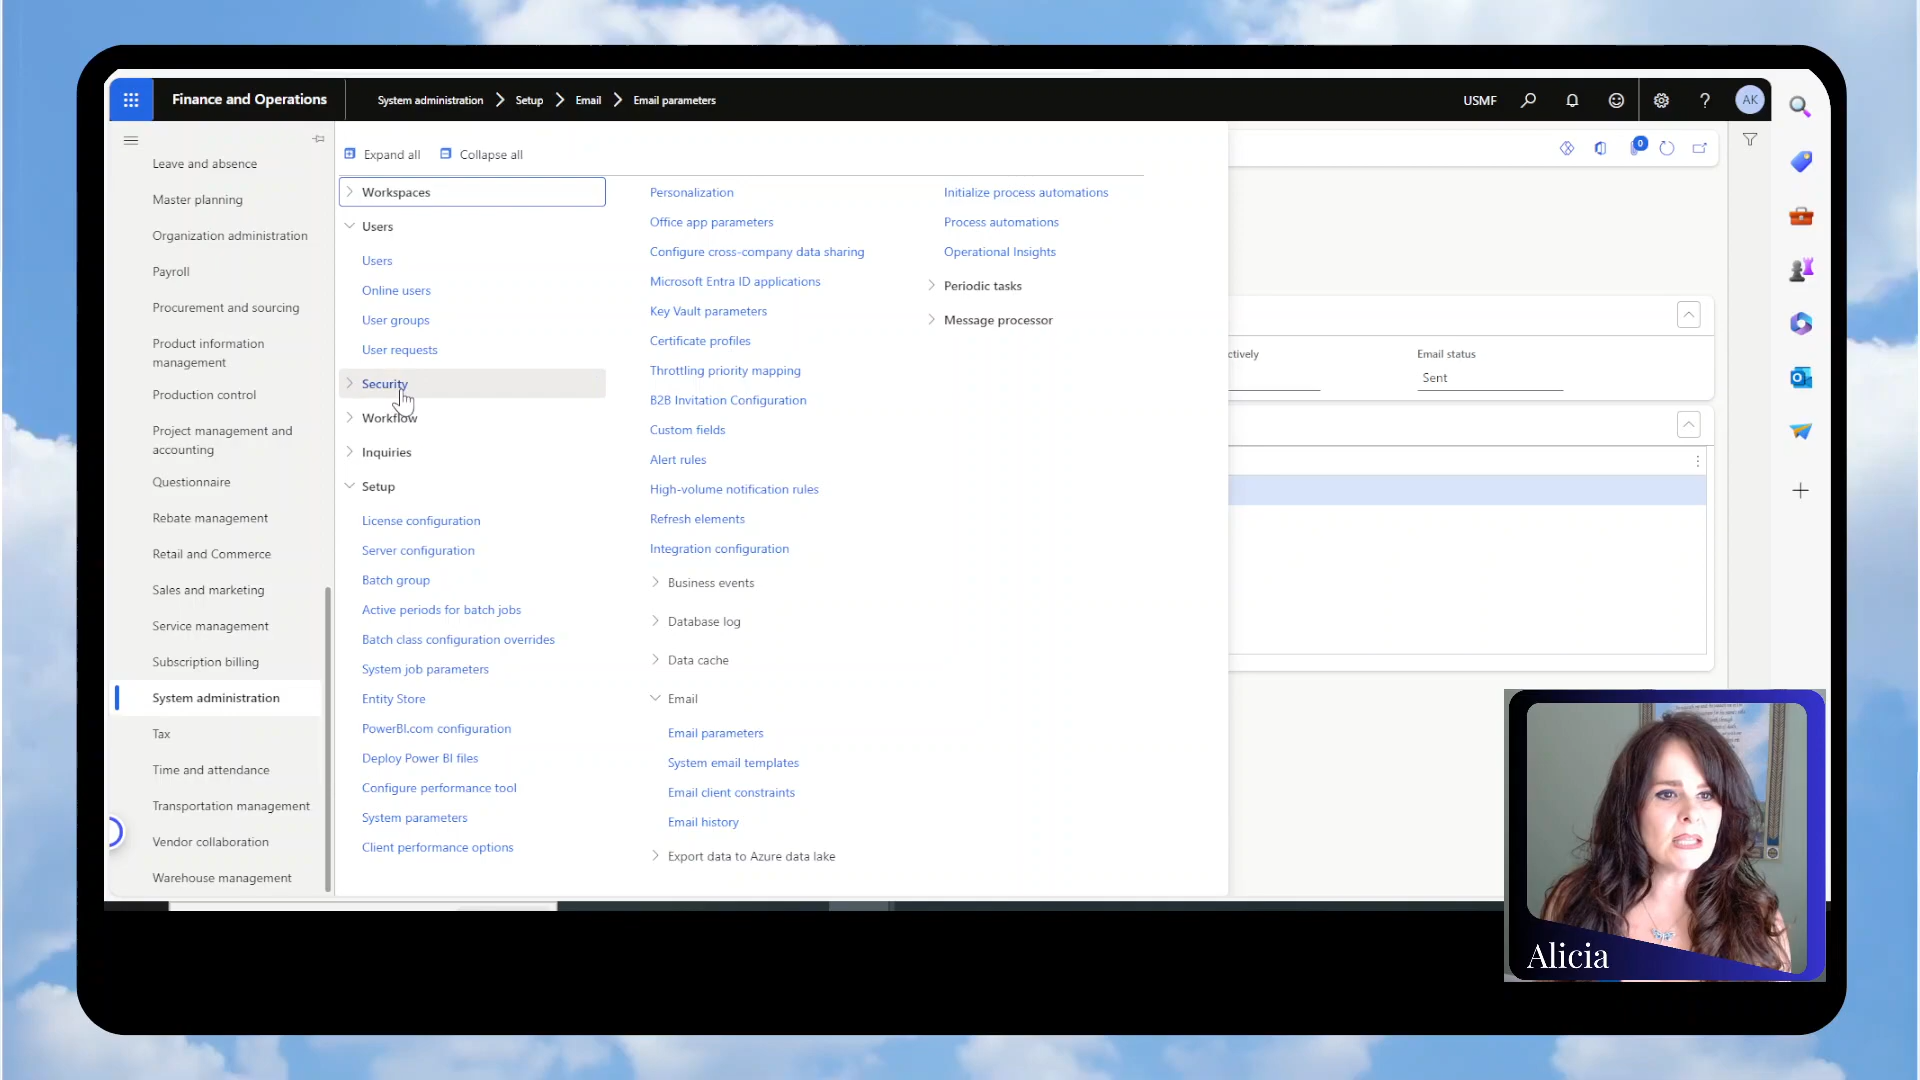 Finance and Operations
System administration
Setup
Email
Email parameters
USMF
?
AK
Leave and absence
Master planning
Organization administration
Payroll
Procurement and sourcing
Product information
management
Production control
Project management and
accounting
Questionnaire
Rebate management
Retail and Commerce
Sales and marketing
Service management
Subscription billing
System administration
Tax
Time and attendance
Transportation management
Vendor collaboration
Warehouse management
Expand all
Collapse all
Workspaces
Users
Users
Online users
User groups
User requests
Security
Workflow
Inquiries
Setup
License configuration
Server configuration
Batch group
Active periods for batch jobs
Batch class configuration overrides
System job parameters
Entity Store
PowerBI.com configuration
Deploy Power BI files
Configure performance tool
System parameters
Client performance options
Personalization
Office app parameters
Configure cross-company data sharing
Microsoft Entra ID applications
Key Vault parameters
Certificate profiles
Throttling priority mapping
B2B Invitation Configuration
Custom fields
Alert rules
High-volume notification rules
Refresh elements
Integration configuration
Business events
Database log
Data cache
Email
Email parameters
System email templates
Email client constraints
Email history
Export data to Azure data lake
Initialize process automations
Process automations
Operational Insights
Periodic tasks
Message processor
0
ctively
Email status
Sent
Alicia